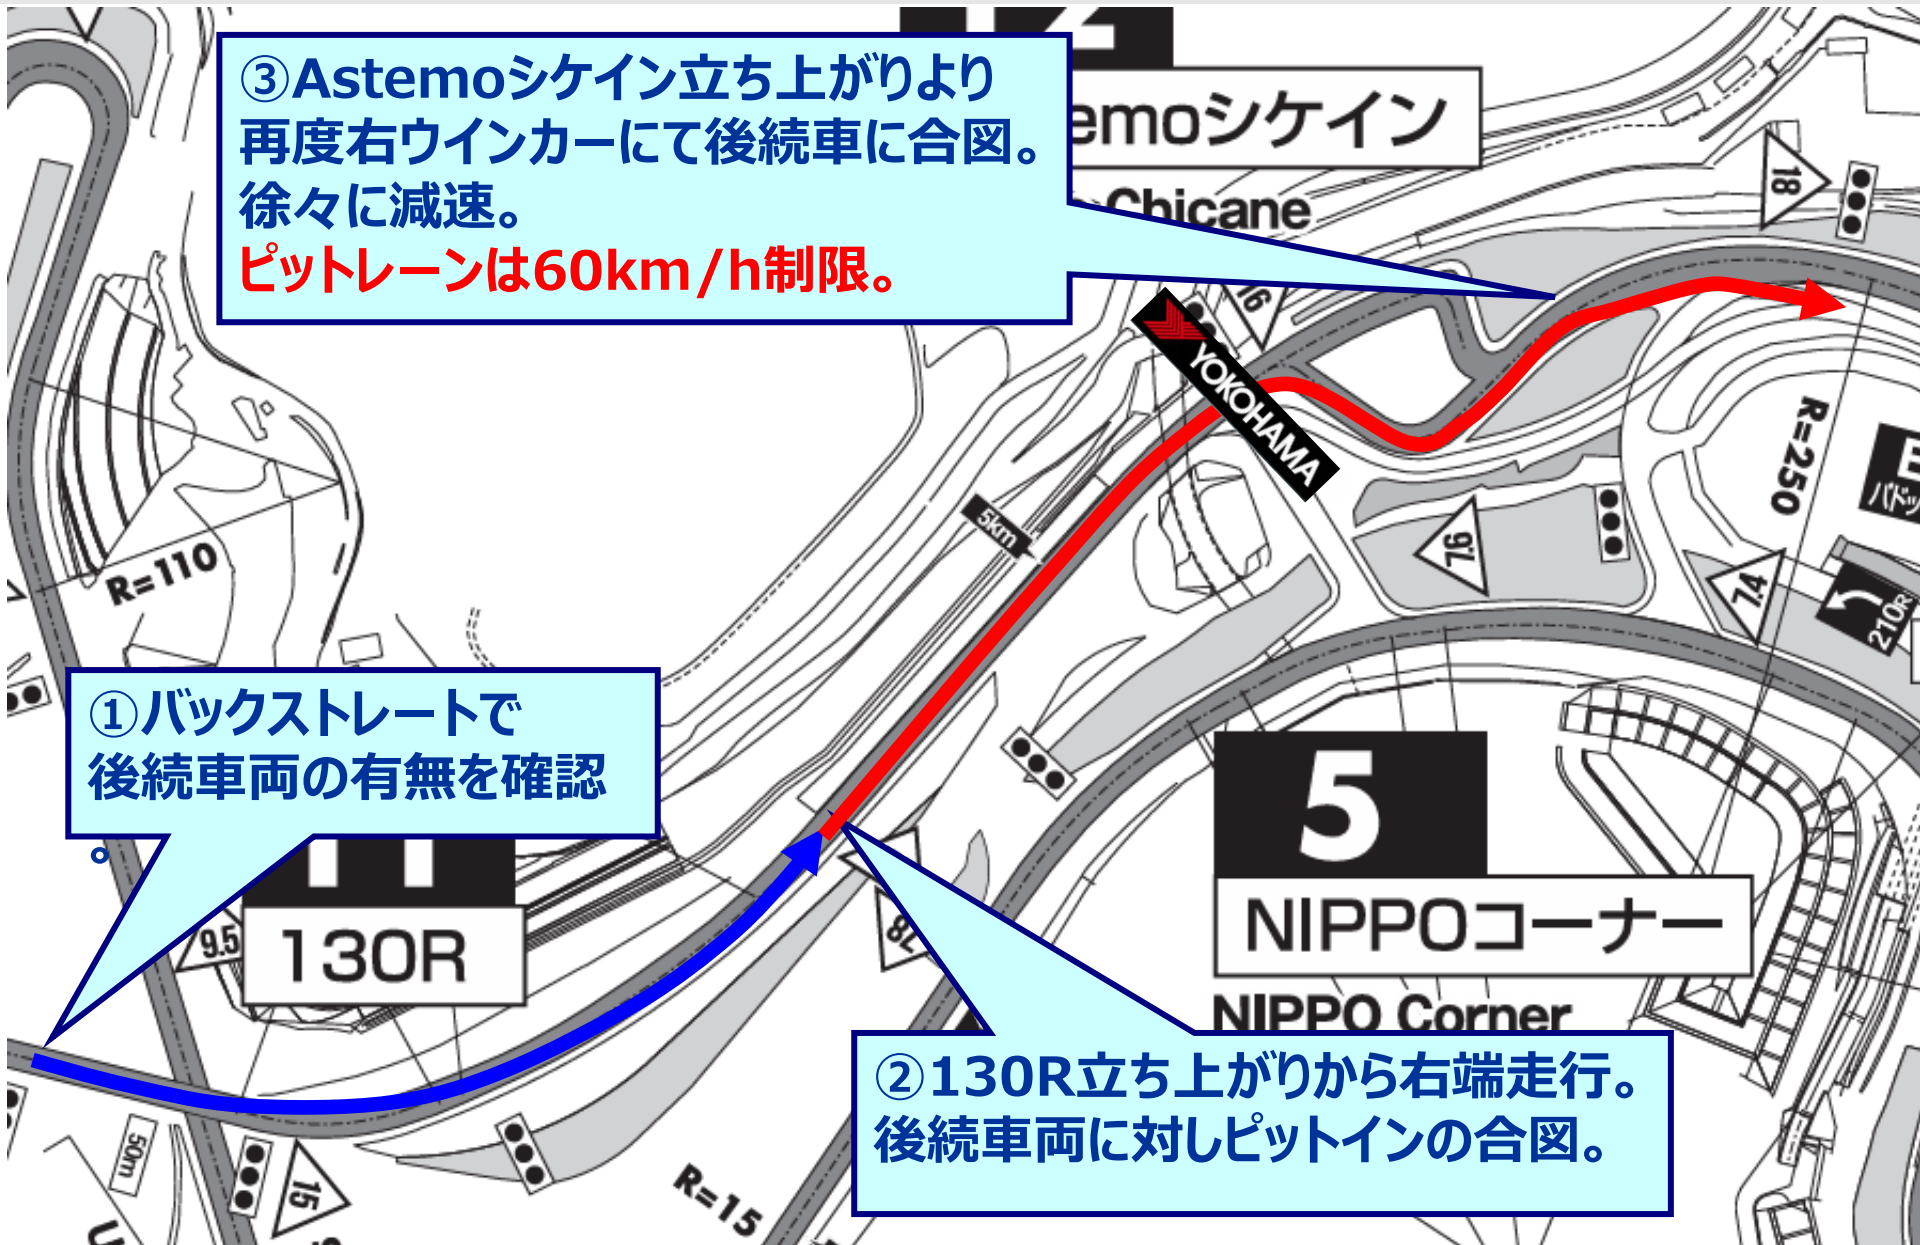 ③Astemoシケイン立ち上がりより
再度右ウインカーにて後続車に合図。
徐々に減速。
ピットレーンは60km/h制限。
emoシケイン
Chicane
18
16
YOKOHAMA
R=250
5km
7.6
7.4
210R
R=110
①バックストレートで
後続車両の有無を確認
。
11
130R
9.5
5
NIPPOコーナー
NIPPO Corner
78
②130R立ち上がりから右端走行。
後続車両に対しピットインの合図。
50m
15
R=15